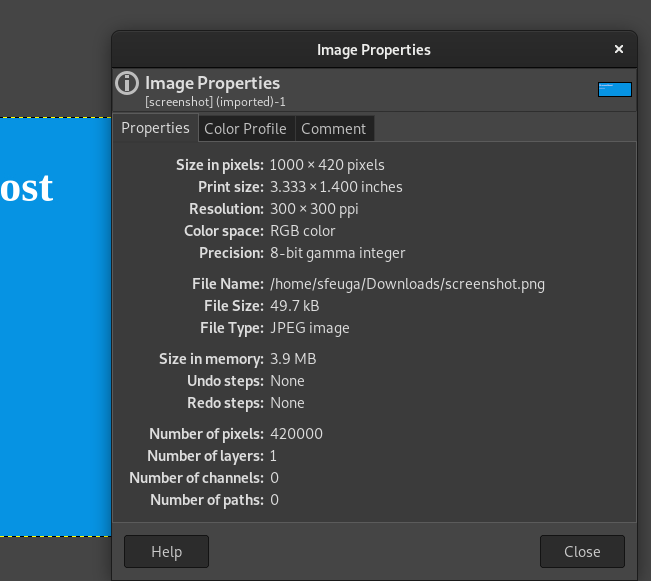 Image Properties
Image Properties
[screenshot] (imported)-1
Properties
Color Profile
Comment
ost
Size in pixels: 1000 × 420 pixels
Print size: 3.333 × 1.400 inches
Resolution: 300 × 300 ppi
Color space: RGB color
Precision: 8-bit gamma integer
File Name: /home/sfeuga/Downloads/screenshot.png
File Size: 49.7 kB
File Type: JPEG image
Size in memory: 3.9 MB
Undo steps: None
Redo steps: None
Number of pixels: 420000
Number of layers: 1
Number of channels: 0
Number of paths: 0
Help
Close